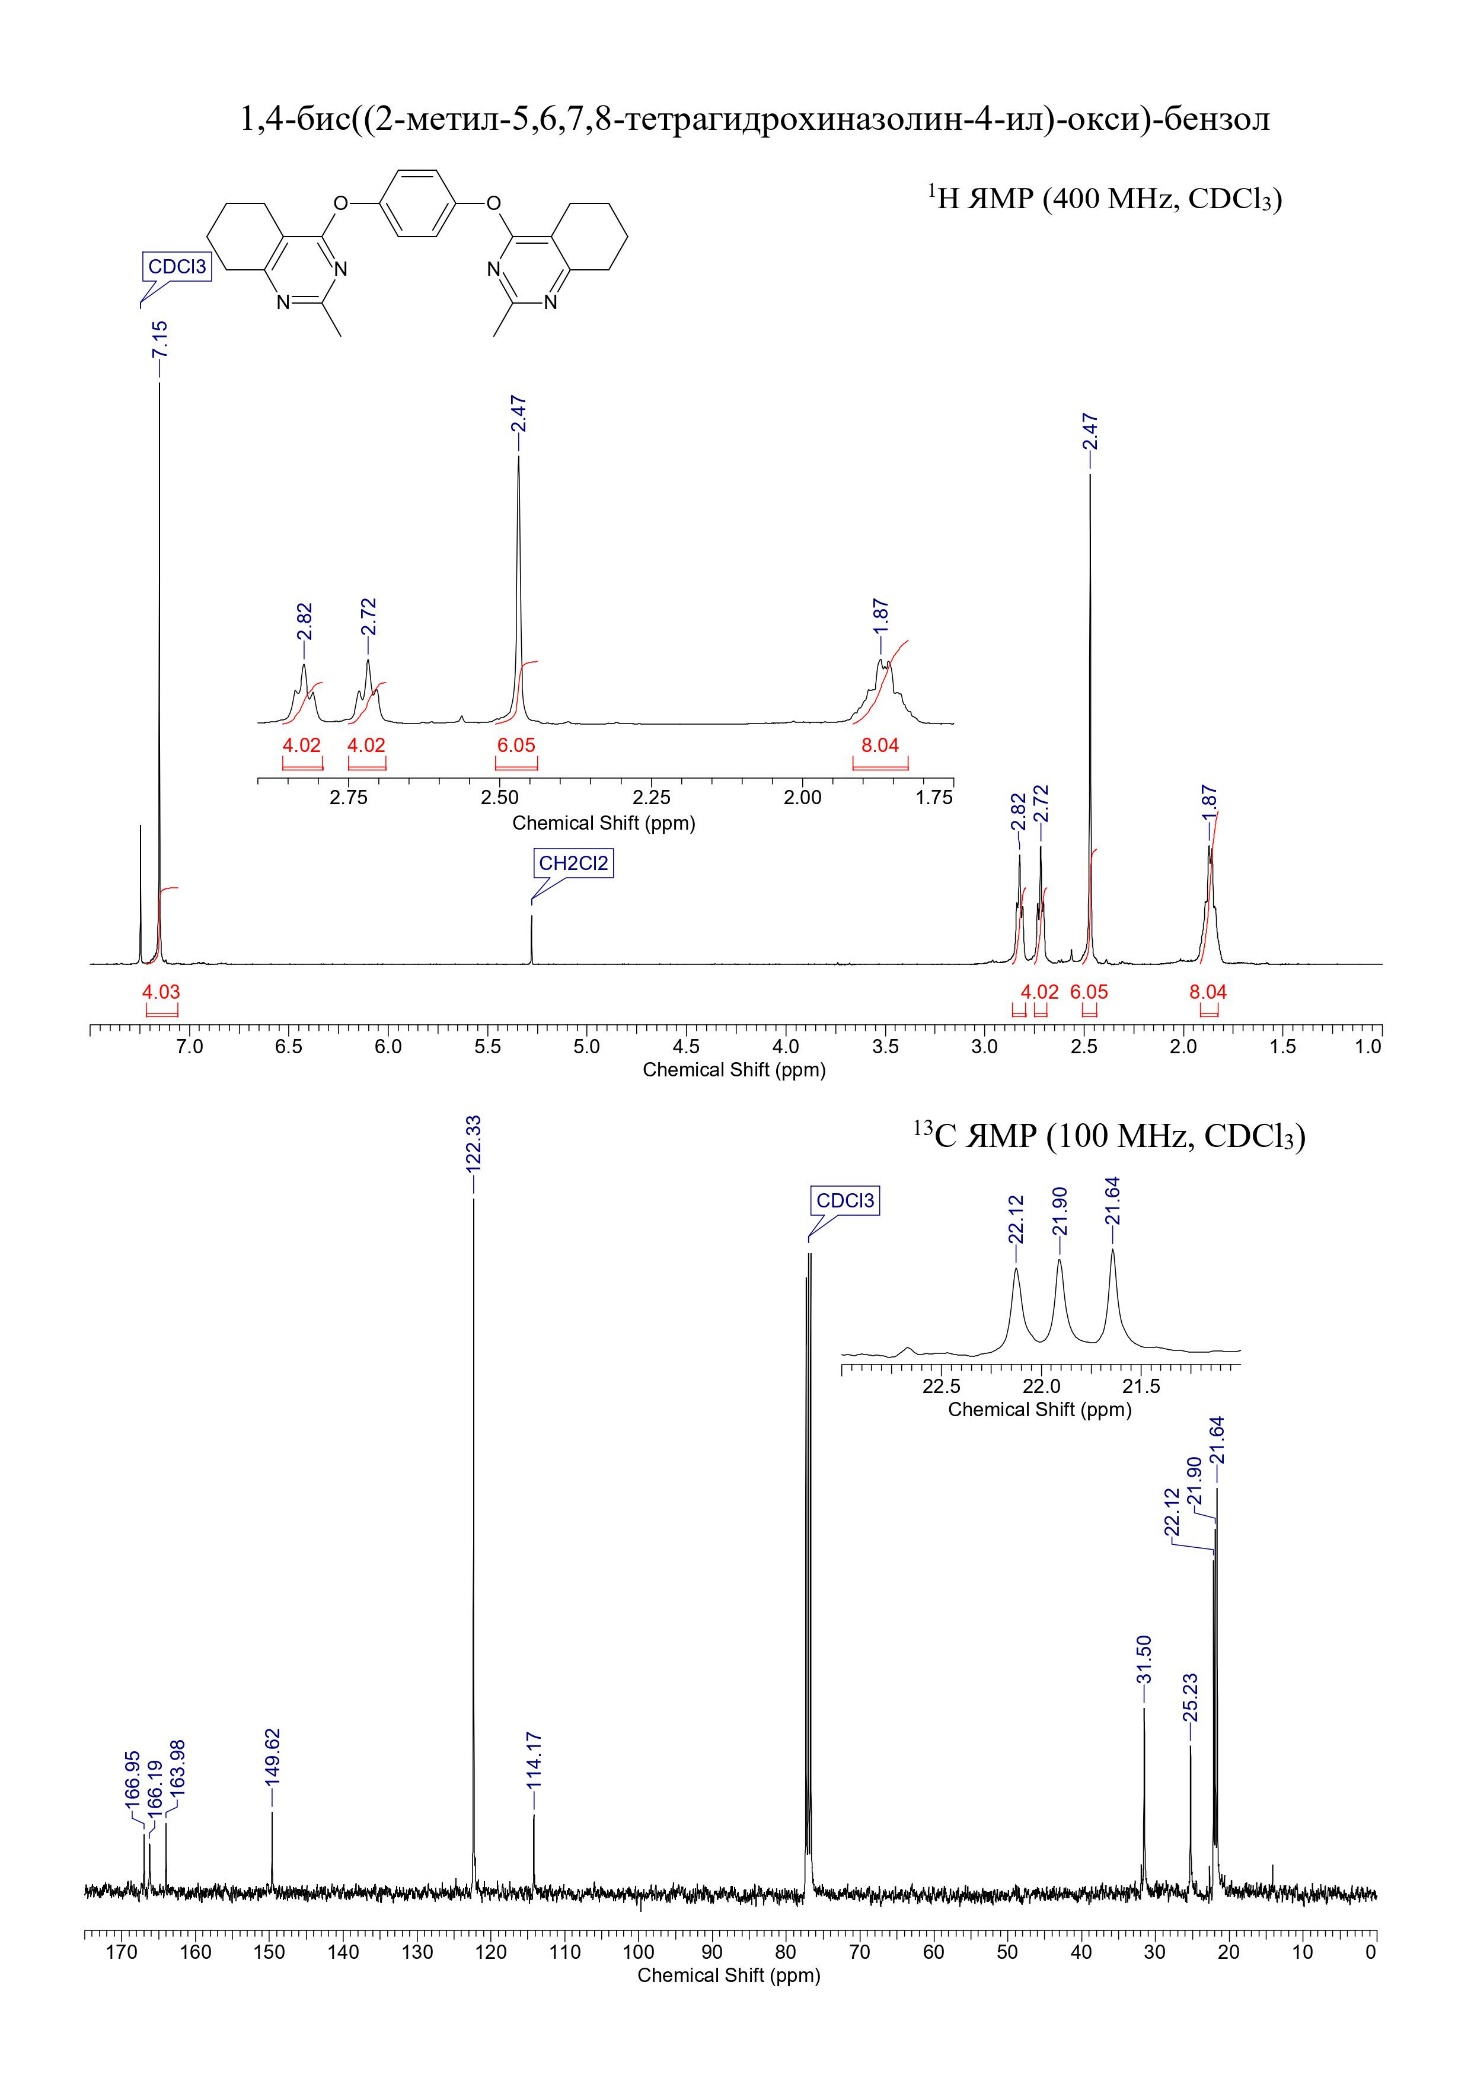 1,4-бис((2-метил-5,6,7,8-тетрагидрохиназолин-4-ил)-окси)-бензол
¹H ЯМР (400 MHz, CDCl₃)
O
O
N
N
N
N
CDCl3
7.15
2.47
2.47
2.82
2.72
1.87
4.02 4.02 6.05 8.04
2.75 2.50 2.25 2.00 1.75
Chemical Shift (ppm)
2.82
2.72
1.87
CH2Cl2
4.03 4.02 6.05 8.04
7.0 6.5 6.0 5.5 5.0 4.5 4.0 3.5 3.0 2.5 2.0 1.5 1.0
Chemical Shift (ppm)
¹³C ЯМР (100 MHz, CDCl₃)
122.33
CDCl3
22.12
21.90
21.64
22.5 22.0 21.5
Chemical Shift (ppm)
166.95
166.19
163.98
149.62
114.17
31.50
25.23
22.12
21.90
21.64
170 160 150 140 130 120 110 100 90 80 70 60 50 40 30 20 10 0
Chemical Shift (ppm)